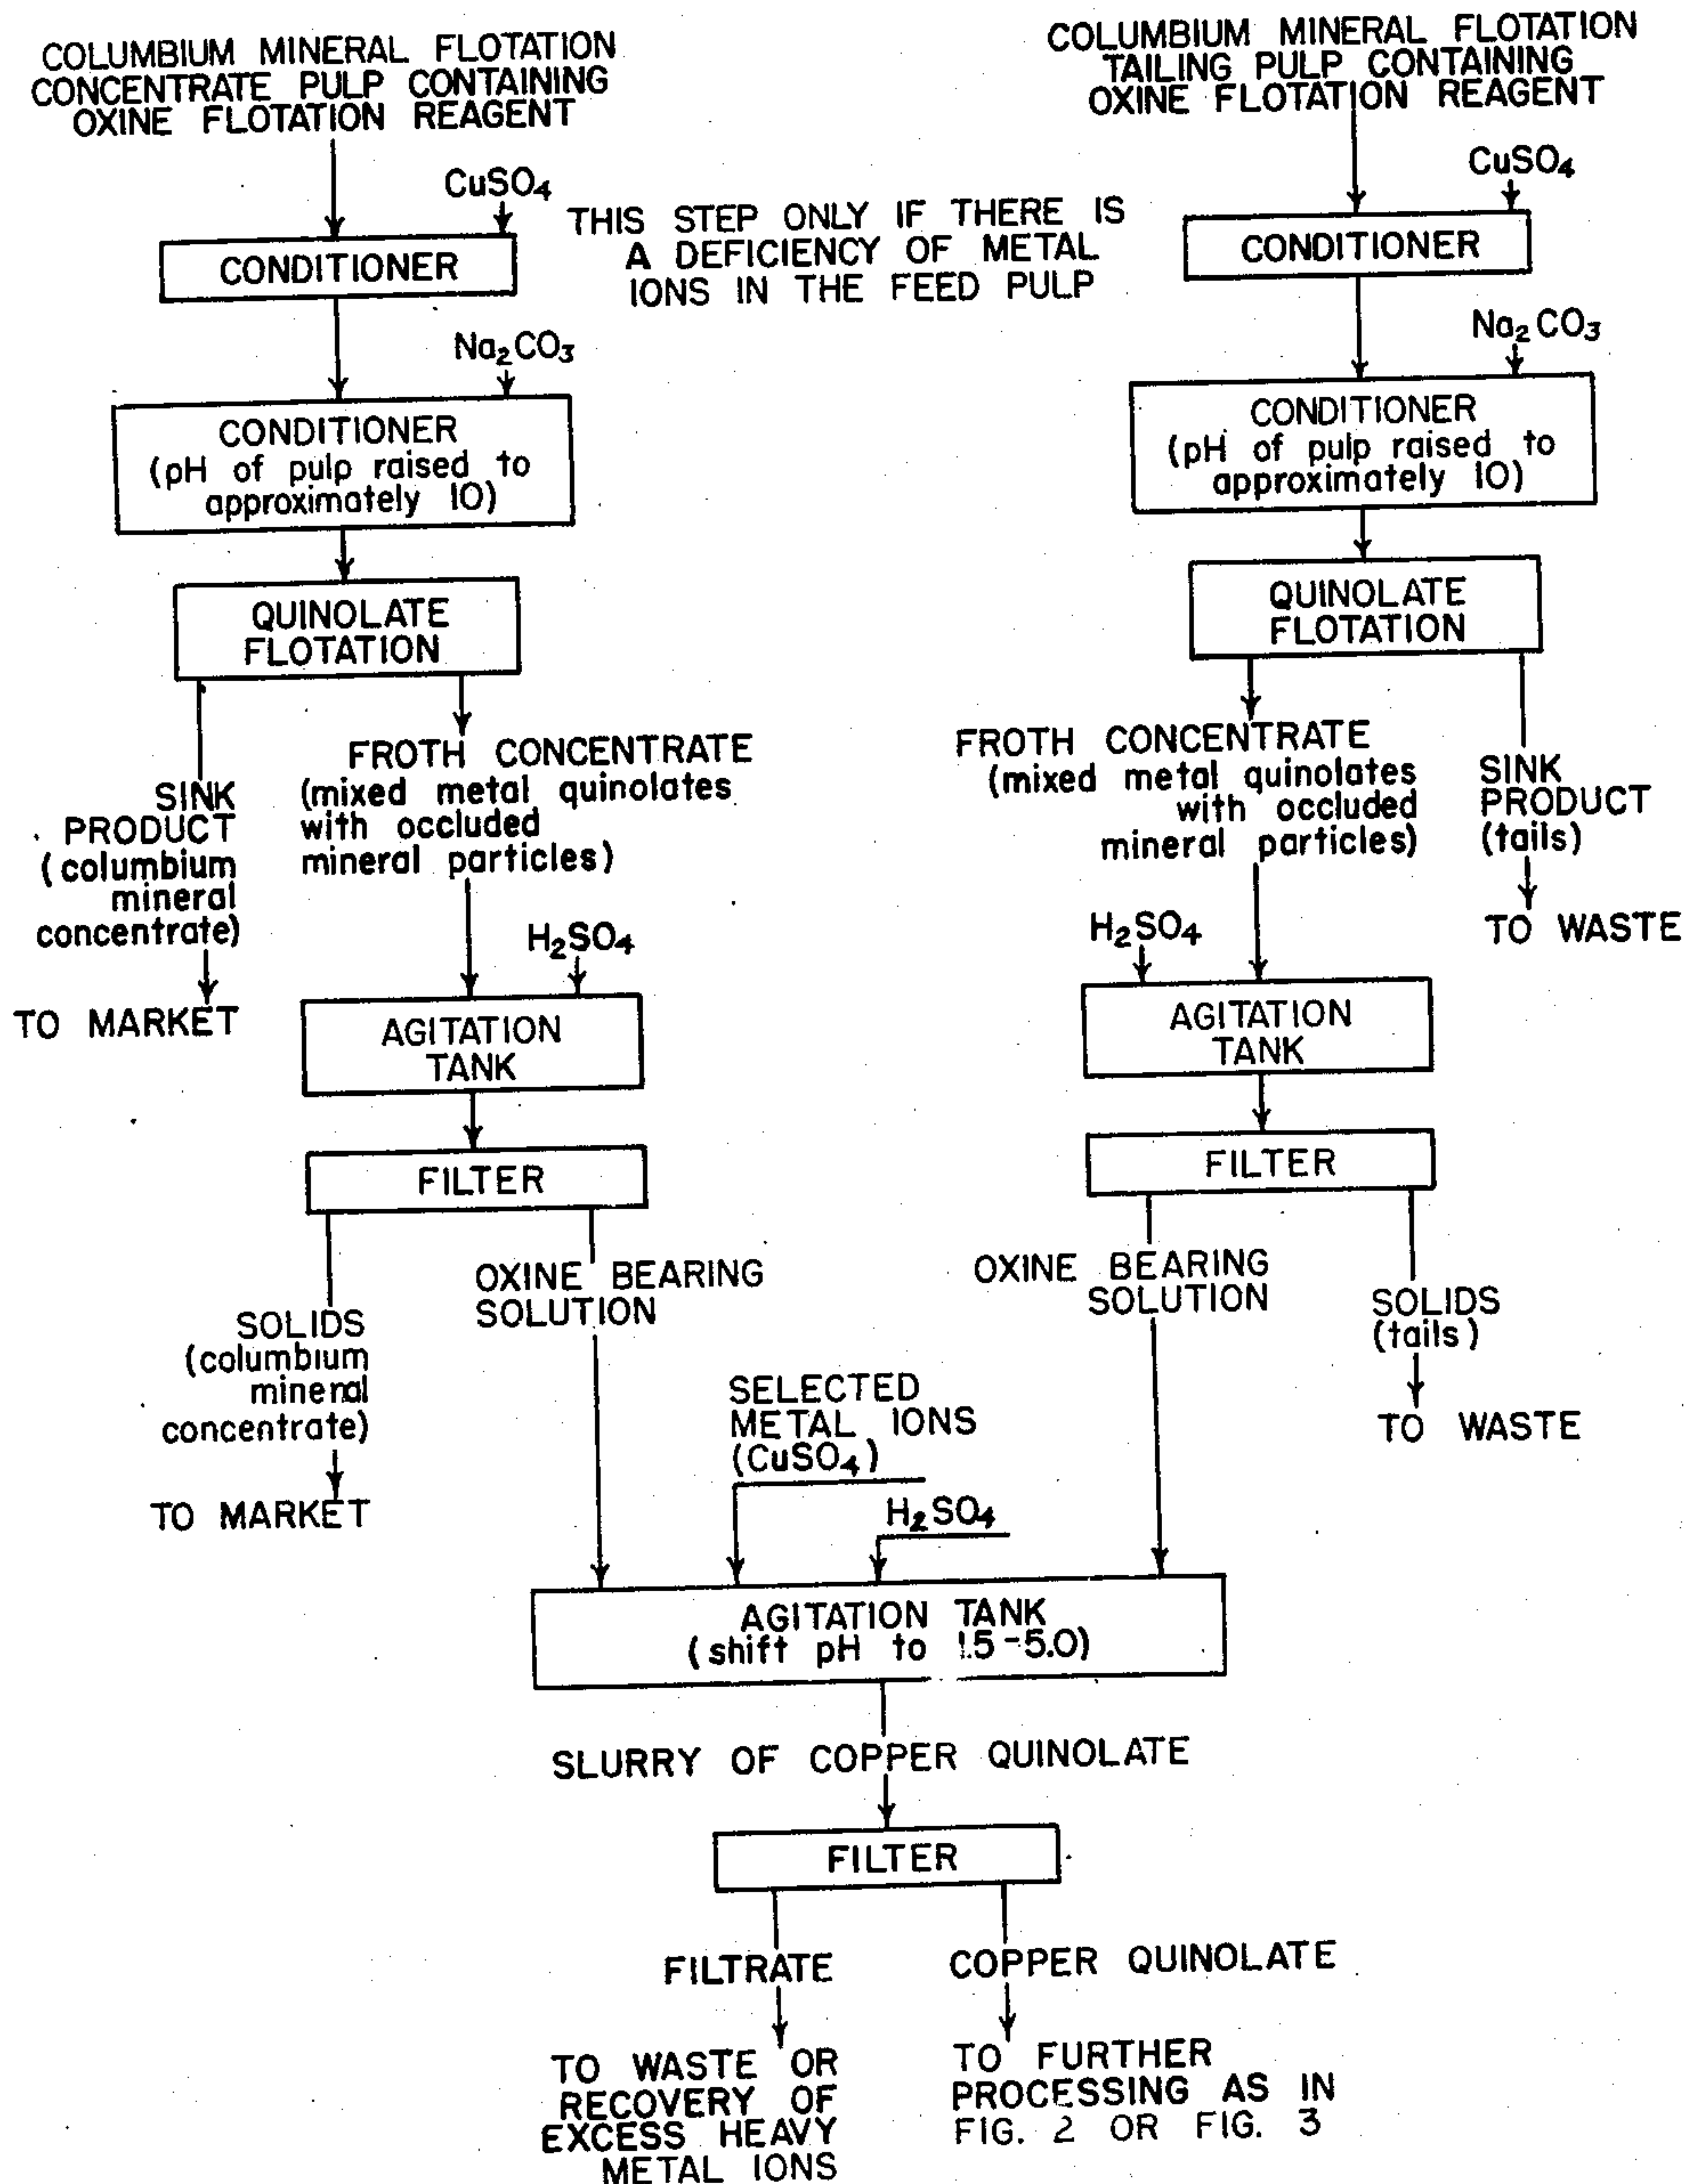 COLUMBIUM MINERAL FLOTATION
CONCENTRATE PULP CONTAINING
OXINE FLOTATION REAGENT
CuSO4
CONDITIONER
Na2CO3
CONDITIONER
(pH of pulp raised to
approximately 10)
QUINOLATE
FLOTATION
SINK
PRODUCT
(columbium
mineral
concentrate)
TO MARKET
FROTH CONCENTRATE
(mixed metal quinolates
with occluded
mineral particles)
H2SO4
AGITATION
TANK
FILTER
SOLIDS
(columbium
mineral
concentrate)
TO MARKET
OXINE BEARING
SOLUTION
THIS STEP ONLY IF THERE IS
A DEFICIENCY OF METAL
IONS IN THE FEED PULP
COLUMBIUM MINERAL FLOTATION
TAILING PULP CONTAINING
OXINE FLOTATION REAGENT
CuSO4
CONDITIONER
Na2CO3
CONDITIONER
(pH of pulp raised to
approximately 10)
QUINOLATE
FLOTATION
FROTH CONCENTRATE
(mixed metal quinolates
with occluded
mineral particles)
SINK
PRODUCT
(tails)
TO WASTE
H2SO4
AGITATION
TANK
FILTER
OXINE BEARING
SOLUTION
SOLIDS
(tails)
TO WASTE
SELECTED
METAL IONS
(CuSO4)
H2SO4
AGITATION TANK
(shift pH to 1.5-5.0)
SLURRY OF COPPER QUINOLATE
FILTER
FILTRATE
TO WASTE OR
RECOVERY OF
EXCESS HEAVY
METAL IONS
COPPER QUINOLATE
TO FURTHER
PROCESSING AS IN
FIG. 2 OR FIG. 3